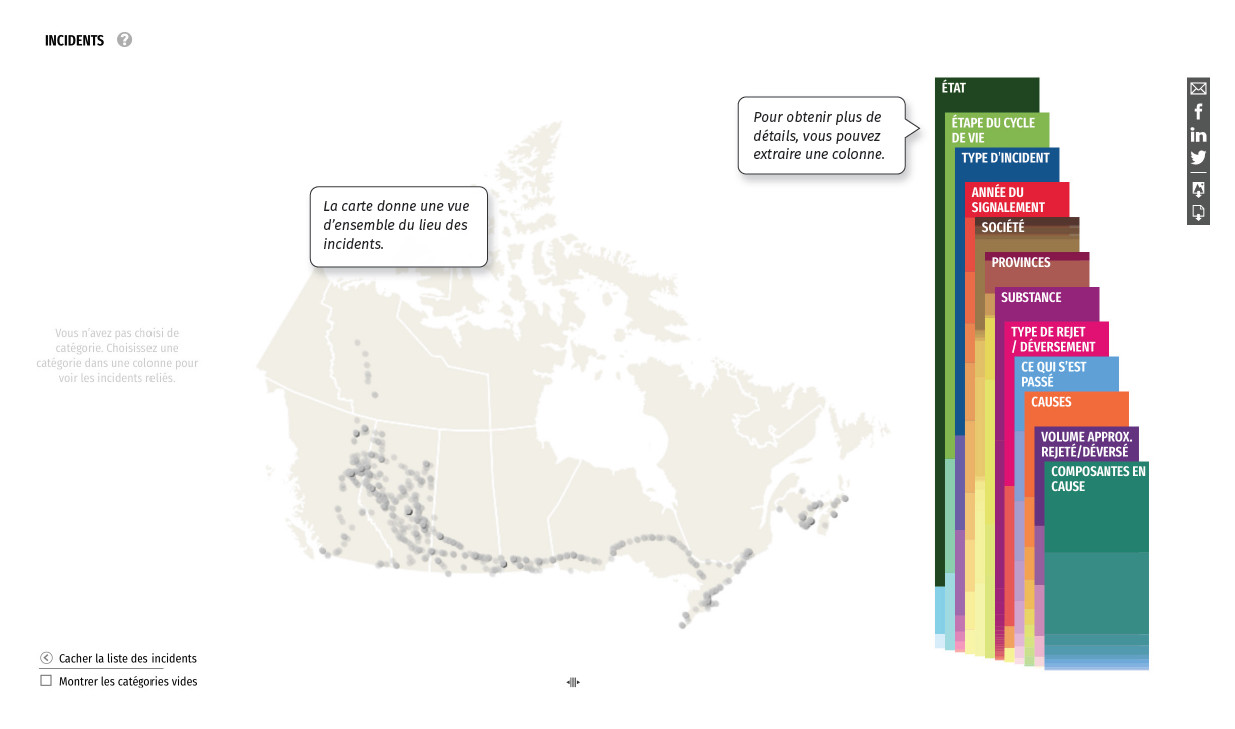 INCIDENTS ?
Pour obtenir plus de
détails, vous pouvez
extraire une colonne.
La carte donne une vue
d'ensemble du lieu des
incidents.
Vous n'avez pas choisi de
catégorie. Choisissez une
catégorie dans une colonne pour
voir les incidents reliés.
ÉTAT
ÉTAPE DU CYCLE
DE VIE
TYPE D'INCIDENT
ANNÉE DU
SIGNALEMENT
SOCIÉTÉ
PROVINCES
SUBSTANCE
TYPE DE REJET
/ DÉVERSEMENT
CE QUI S'EST
PASSÉ
CAUSES
VOLUME APPROX.
REJETÉ/DÉVERSÉ
COMPOSANTES EN
CAUSE
Cacher la liste des incidents
Montrer les catégories vides